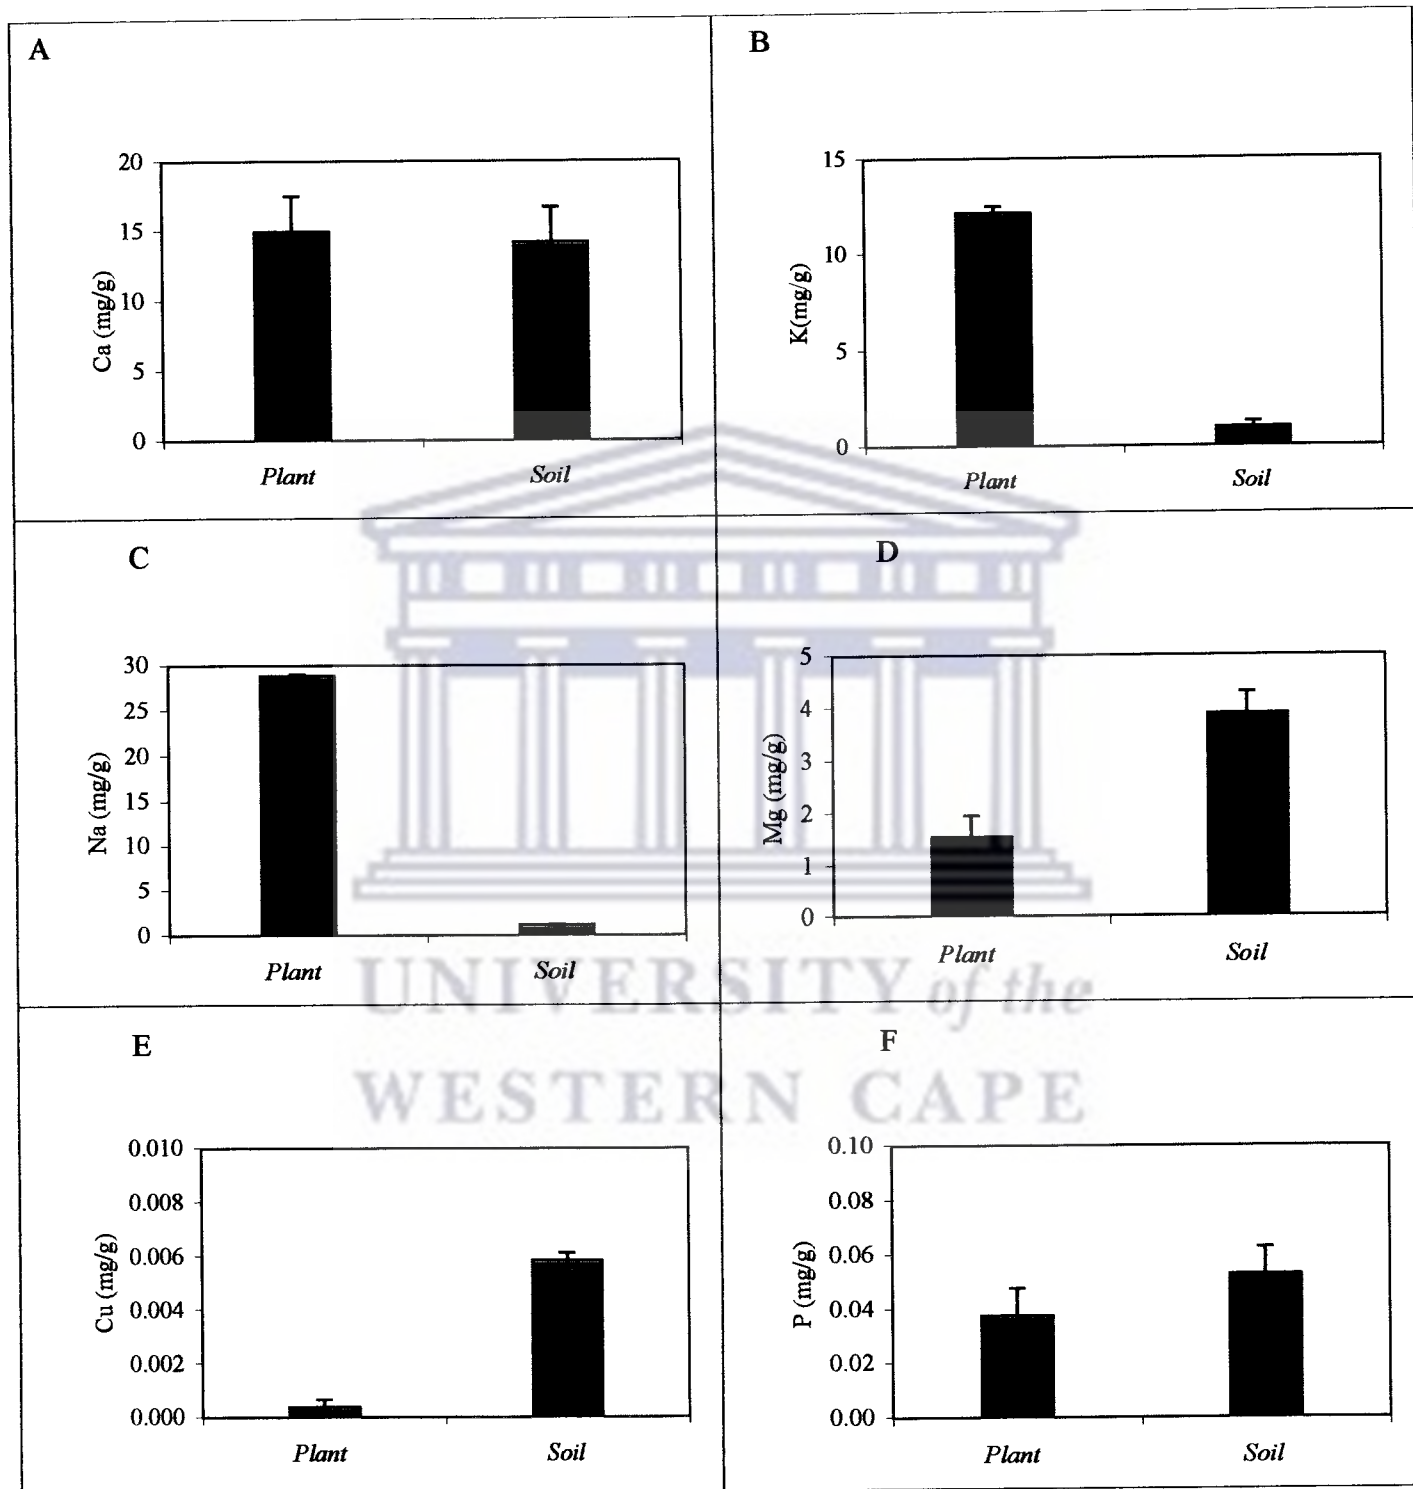 A
20
15
10
5
0
Ca (mg/g)
Plant
Soil
B
15
10
5
0
K(mg/g)
Plant
Soil
C
30
25
20
15
10
5
0
Na (mg/g)
Plant
Soil
D
5
4
3
2
1
0
Mg (mg/g)
Plant
Soil
UNIVERSITY of the
WESTERN CAPE
E
0.010
0.008
0.006
0.004
0.002
0.000
Cu (mg/g)
Plant
Soil
F
0.10
0.08
0.06
0.04
0.02
0.00
P (mg/g)
Plant
Soil